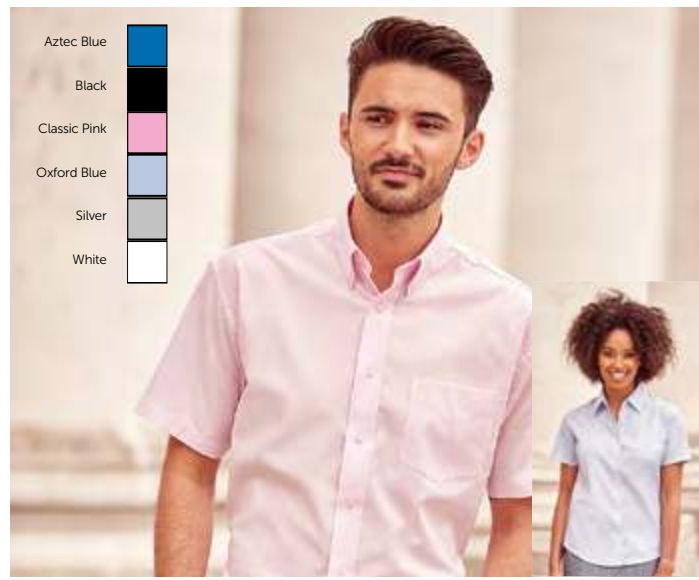 Aztec Blue
Black
Classic Pink
Oxford Blue
Silver
White